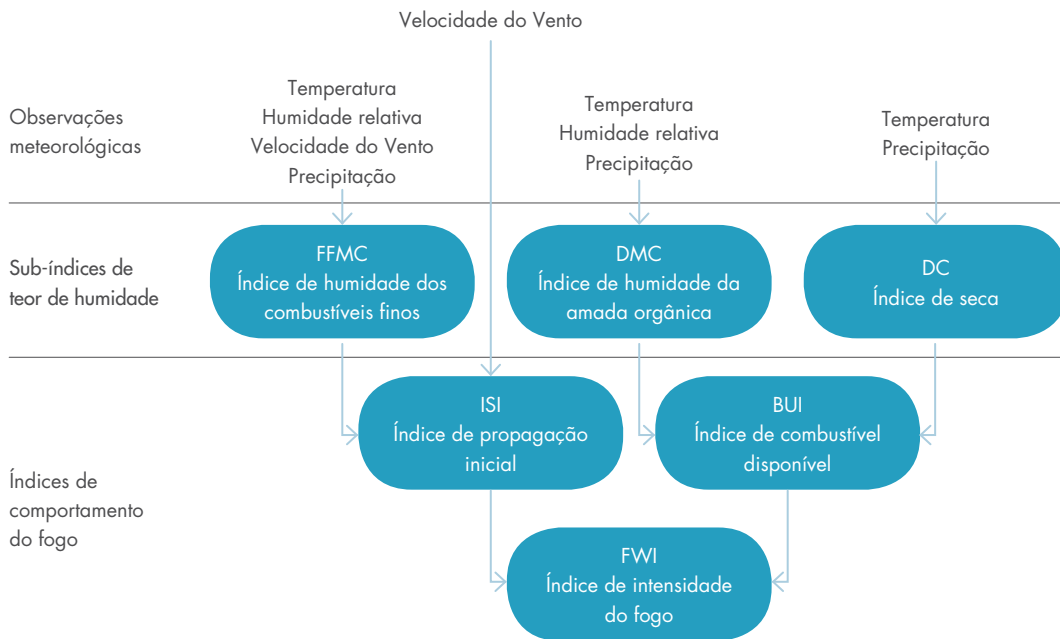 Velocidade do Vento
Observações
meteorológicas
Temperatura
Humidade relativa
Velocidade do Vento
Precipitação
Temperatura
Humidade relativa
Precipitação
Temperatura
Precipitação
Sub-índices de
teor de humidade
FFMC
Índice de humidade dos
combustíveis finos
DMC
Índice de humidade da
amada orgânica
DC
Índice de seca
Índices de
comportamento
do fogo
ISI
Índice de propagação
inicial
BUI
Índice de combustível
disponível
FWI
Índice de intensidade
do fogo